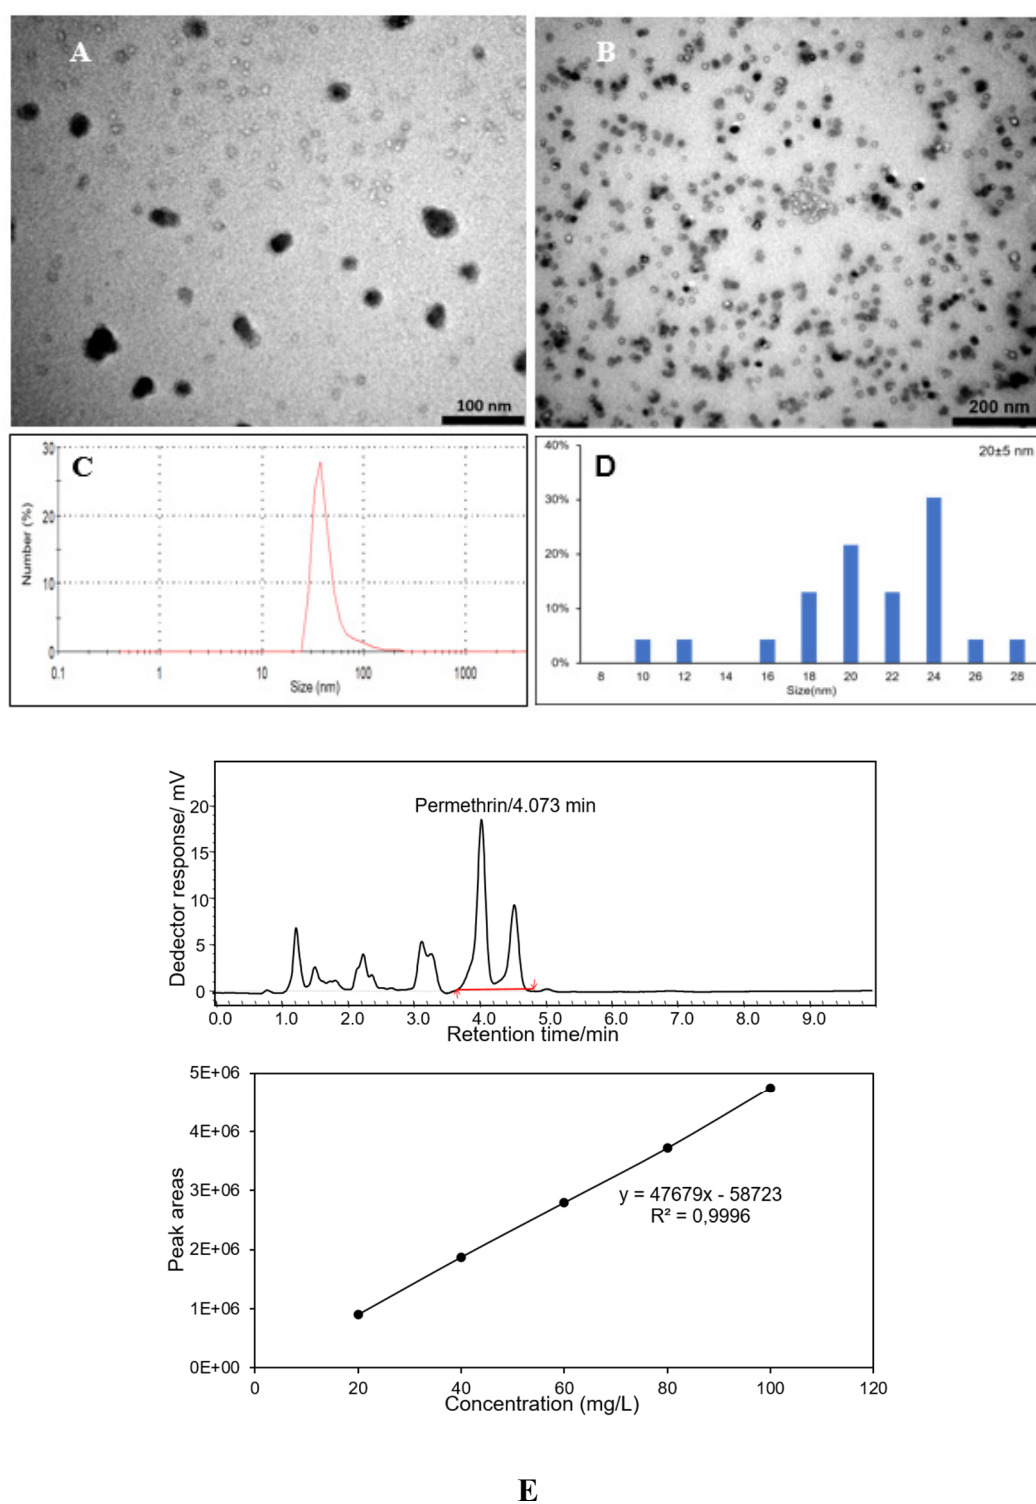 A
B
100 nm
200 nm
C
30
20
10
0
Number (%)
0.1
1
10
100
1000
Size (nm)
D
20±5 nm
40%
30%
20%
10%
0%
8
10
12
14
16
18
20
22
24
26
28
Size(nm)
Permethrin/4.073 min
Dedector response/ mV
20
15
10
5
0
0.0
1.0
2.0
3.0
4.0
5.0
6.0
7.0
8.0
9.0
Retention time/min
5E+06
4E+06
3E+06
2E+06
1E+06
0E+00
Peak areas
y = 47679x - 58723
R² = 0,9996
0
20
40
60
80
100
120
Concentration (mg/L)
E